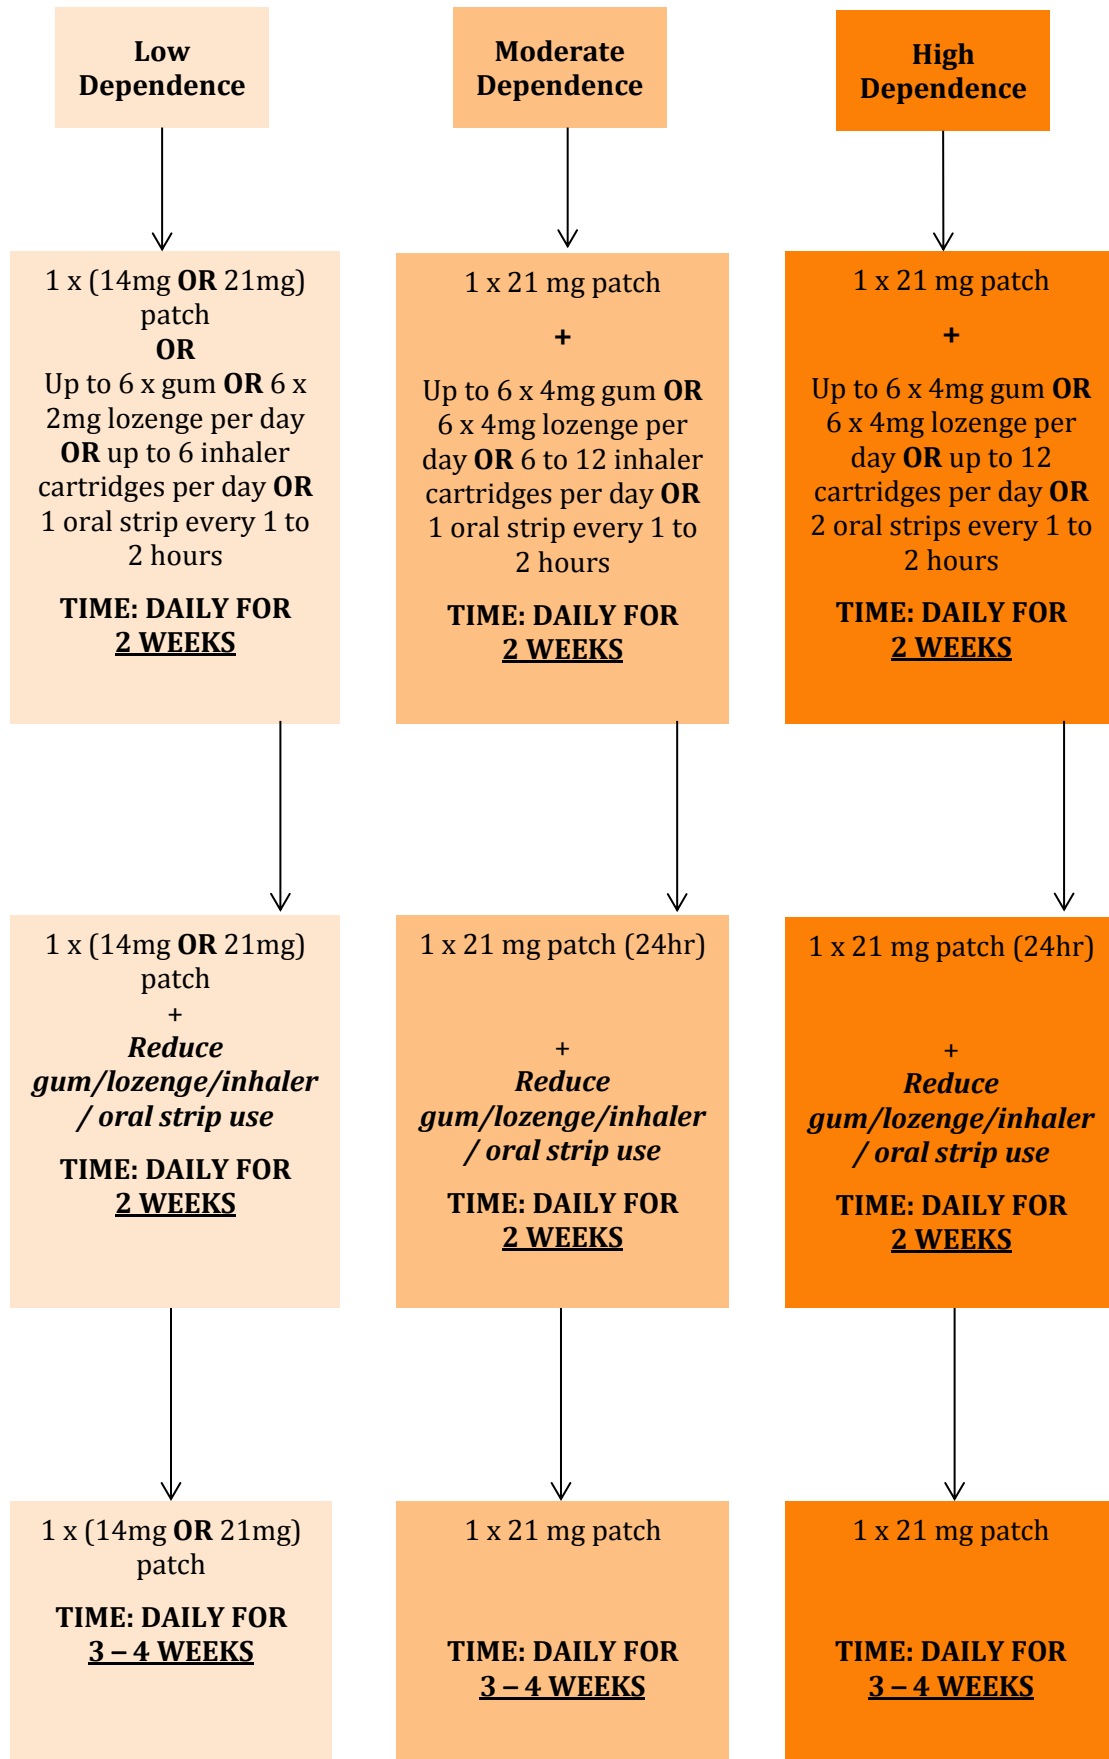 Low
Dependence
Moderate
Dependence
High
Dependence
1 x (14mg OR 21mg)
patch
OR
Up to 6 x gum OR 6 x
2mg lozenge per day
OR up to 6 inhaler
cartridges per day OR
1 oral strip every 1 to
2 hours
TIME: DAILY FOR
2 WEEKS
1 x 21 mg patch
+
Up to 6 x 4mg gum OR
6 x 4mg lozenge per
day OR 6 to 12 inhaler
cartridges per day OR
1 oral strip every 1 to
2 hours
TIME: DAILY FOR
2 WEEKS
1 x 21 mg patch
+
Up to 6 x 4mg gum OR
6 x 4mg lozenge per
day OR up to 12
cartridges per day OR
2 oral strips every 1 to
2 hours
TIME: DAILY FOR
2 WEEKS
1 x (14mg OR 21mg)
patch
+
Reduce
gum/lozenge/inhaler
/ oral strip use
TIME: DAILY FOR
2 WEEKS
1 x 21 mg patch (24hr)
+
Reduce
gum/lozenge/inhaler
/ oral strip use
TIME: DAILY FOR
2 WEEKS
1 x 21 mg patch (24hr)
+
Reduce
gum/lozenge/inhaler
/ oral strip use
TIME: DAILY FOR
2 WEEKS
1 x (14mg OR 21mg)
patch
TIME: DAILY FOR
3 – 4 WEEKS
1 x 21 mg patch
TIME: DAILY FOR
3 – 4 WEEKS
1 x 21 mg patch
TIME: DAILY FOR
3 – 4 WEEKS